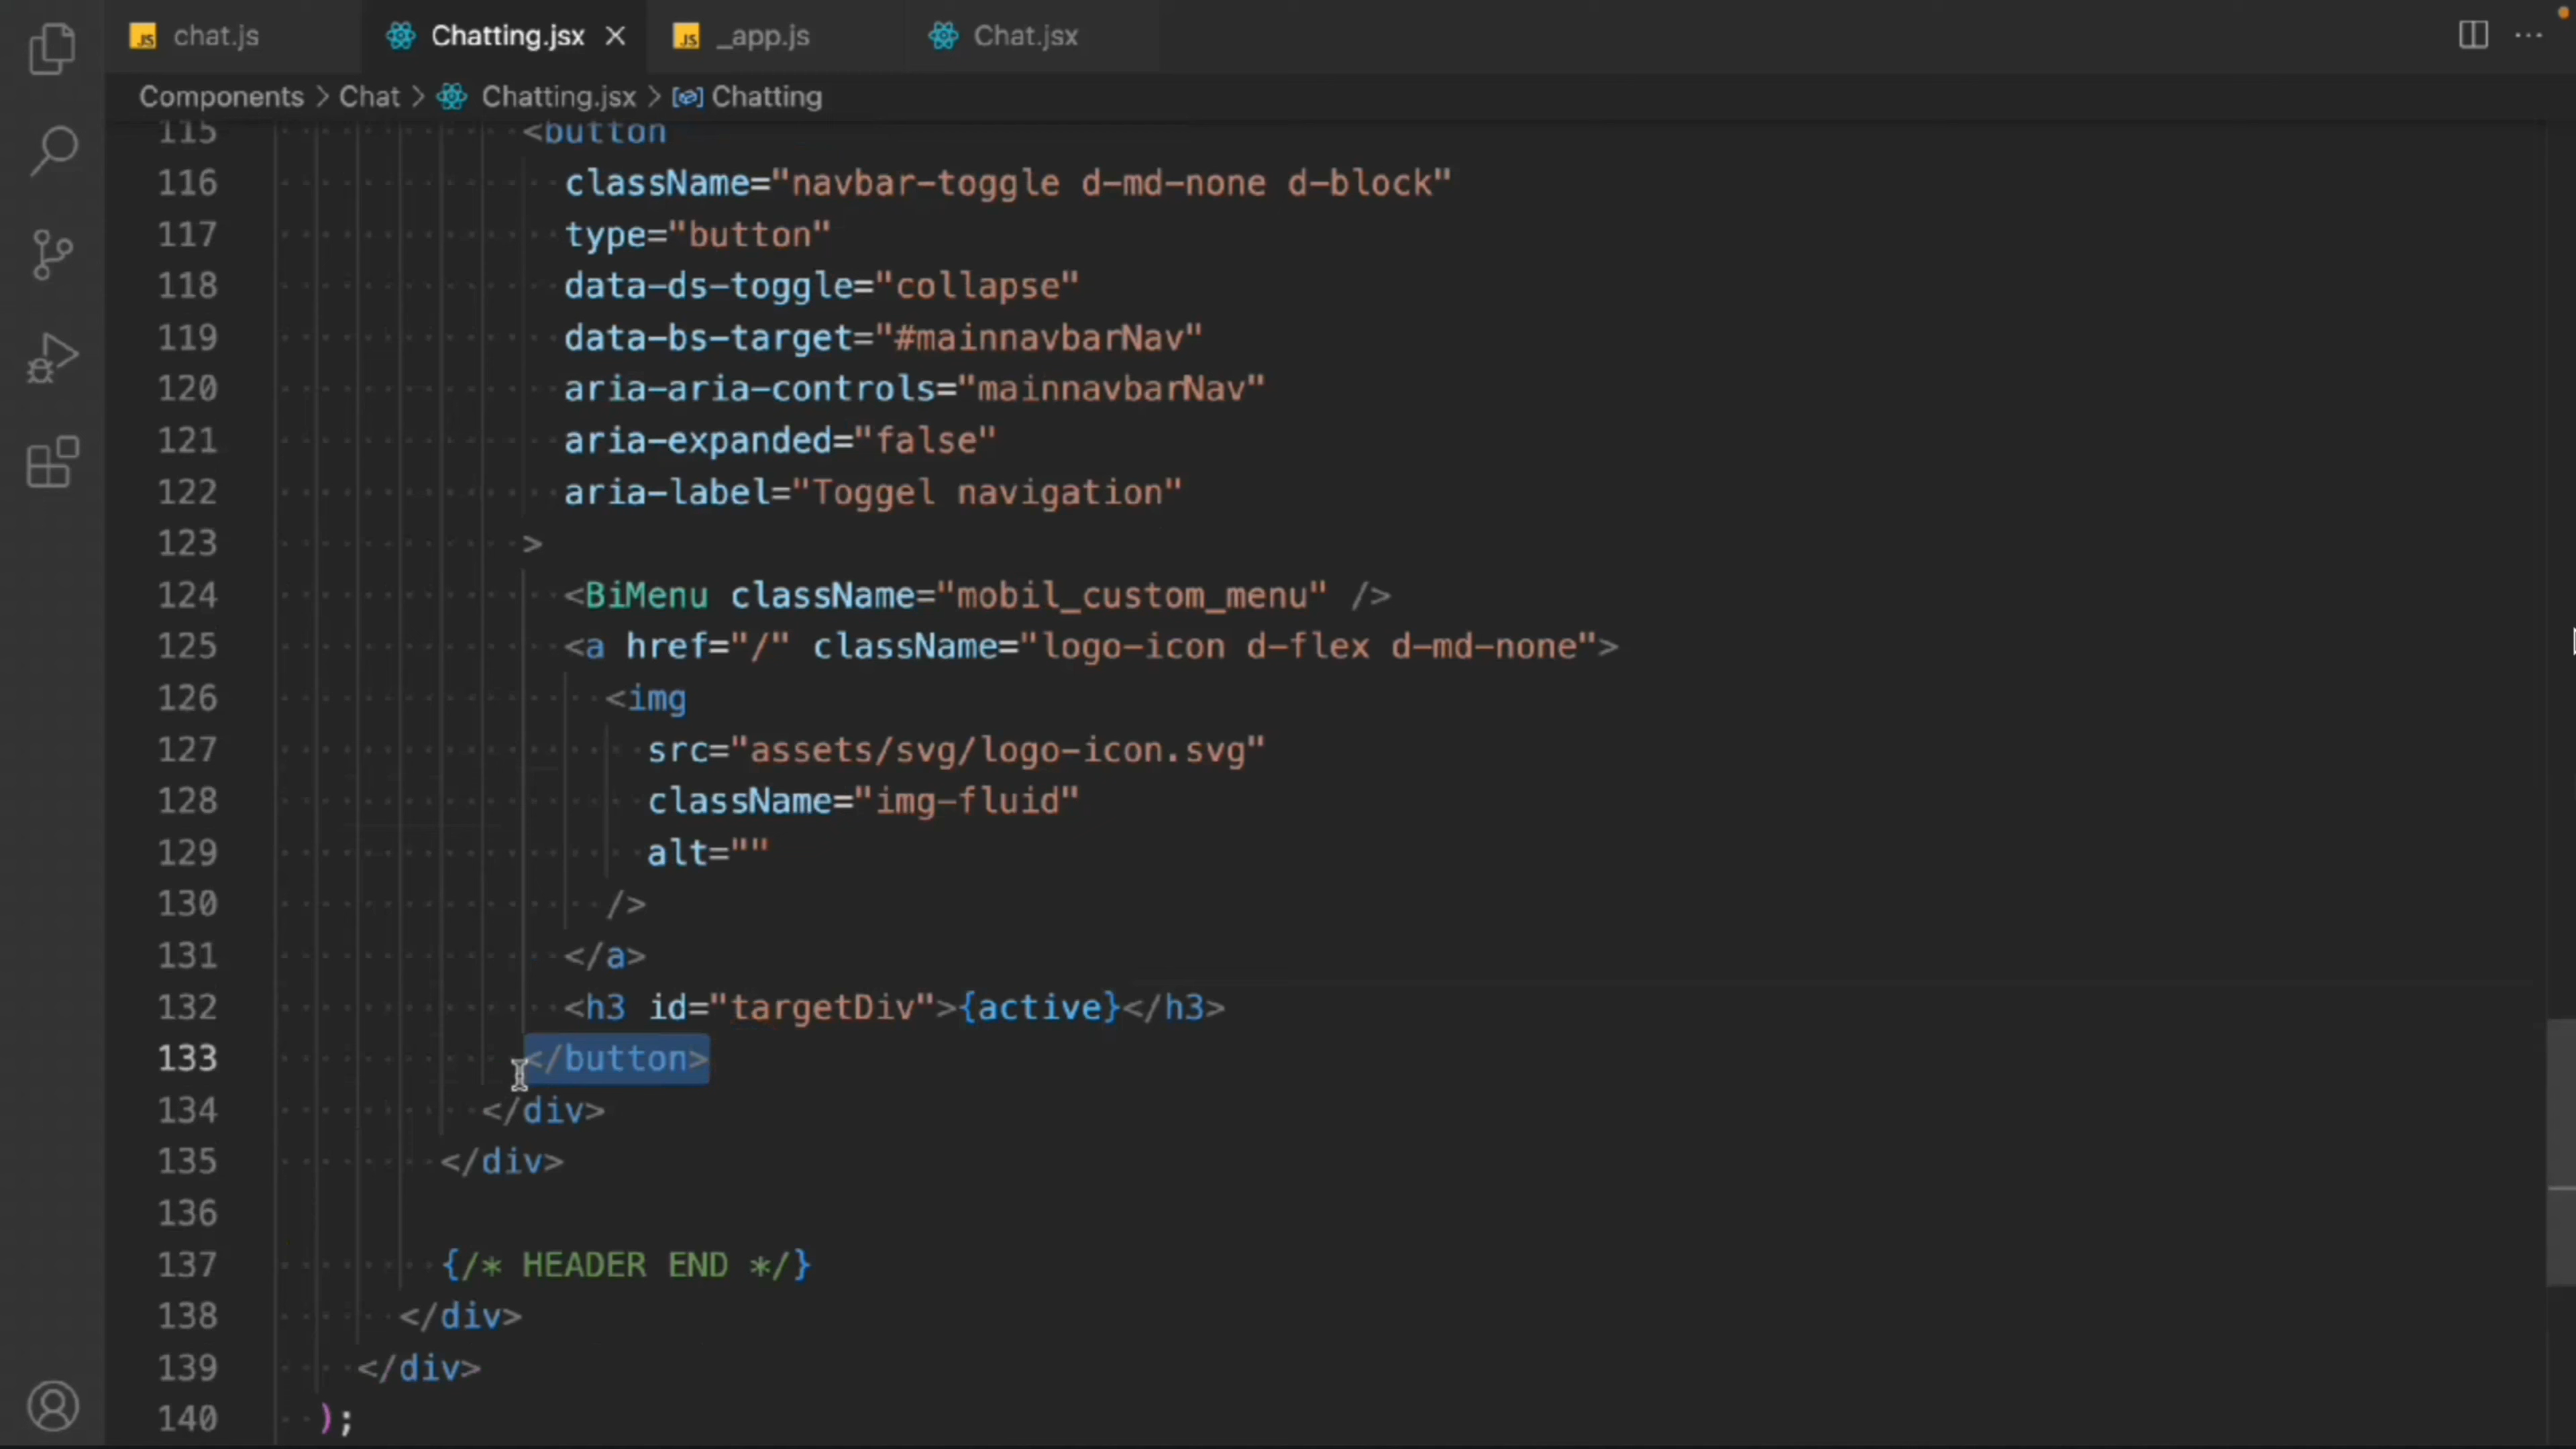 chat.js Chatting.jsx _app.js Chat.jsx
Components > Chat > Chatting.jsx > Chatting
115 <button
116 className="navbar-toggle d-md-none d-block"
117 type="button"
118 data-ds-toggle="collapse"
119 data-bs-target="#mainnavbarNav"
120 aria-aria-controls="mainnavbarNav"
121 aria-expanded="false"
122 aria-label="Toggel navigation"
123 >
124 <BiMenu className="mobil_custom_menu" />
125 <a href="/" className="logo-icon d-flex d-md-none">
126 <img
127 src="assets/svg/logo-icon.svg"
128 className="img-fluid"
129 alt=""
130 />
131 </a>
132 <h3 id="targetDiv">{active}</h3>
133 </button>
134 </div>
135 </div>
136
137 {/* HEADER END */}
138 </div>
139 </div>
140 );